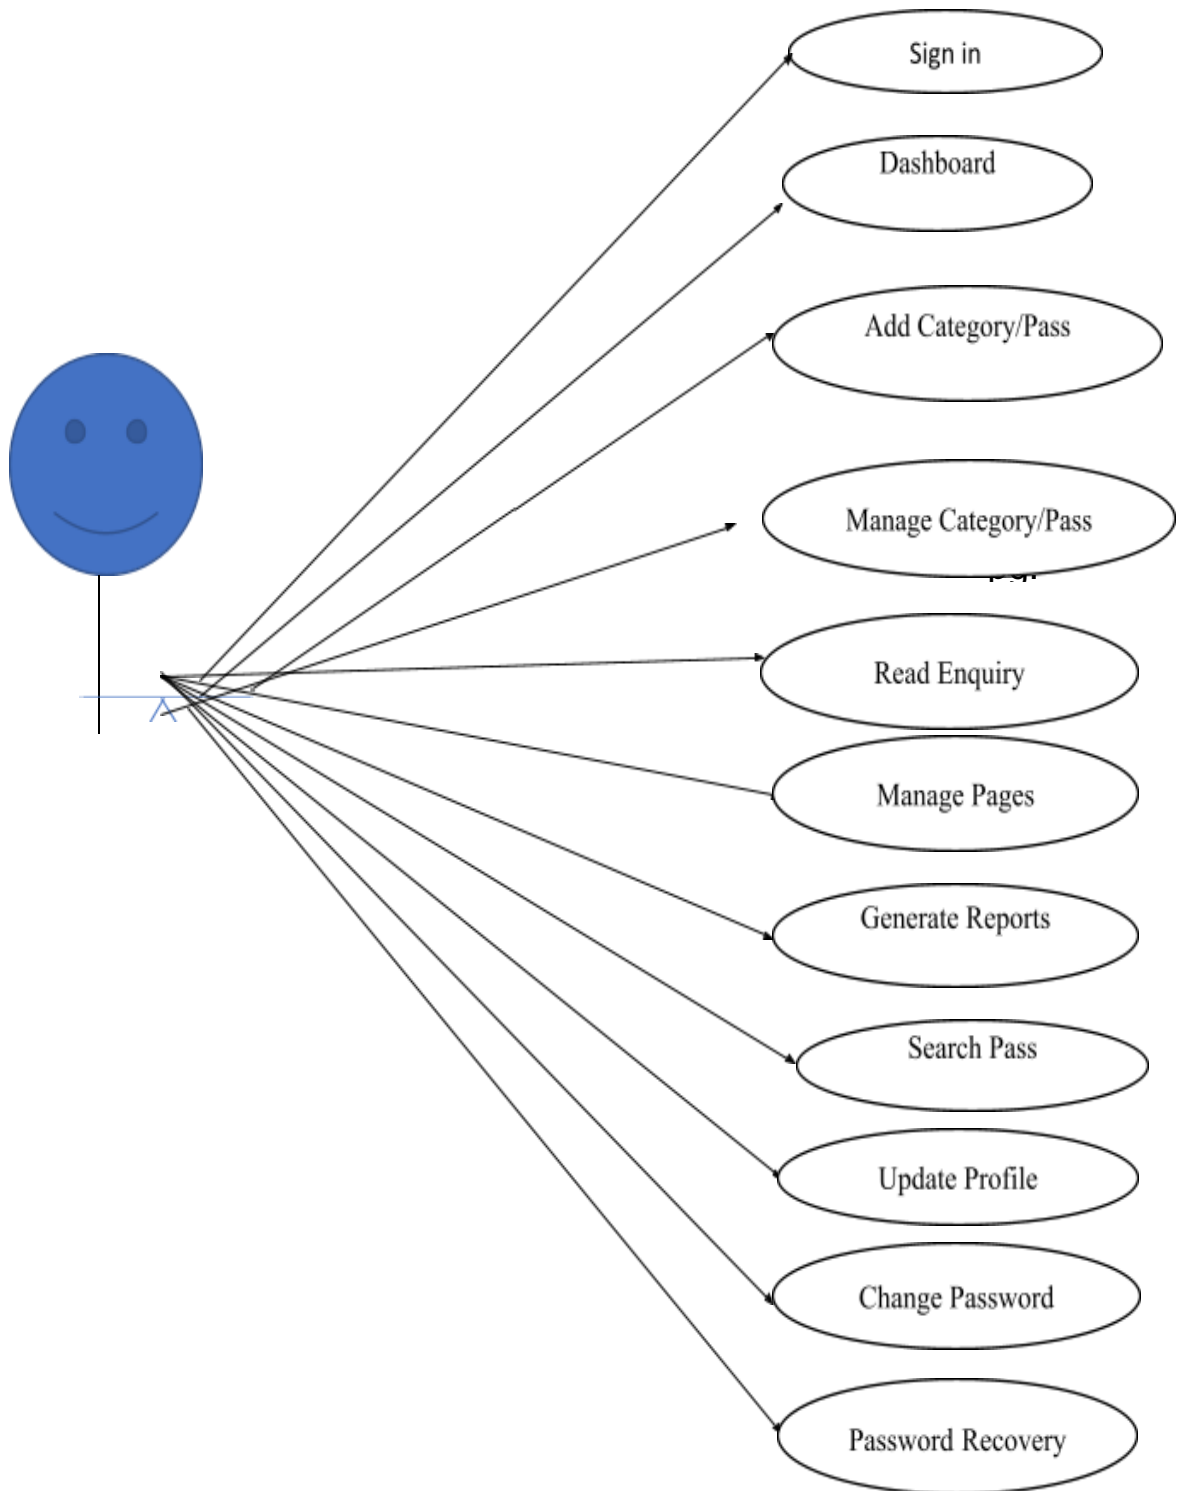 Sign in
Dashboard
Add Category/Pass
Manage Category/Pass
Read Enquiry
Manage Pages
Generate Reports
Search Pass
Update Profile
Change Password
Password Recovery